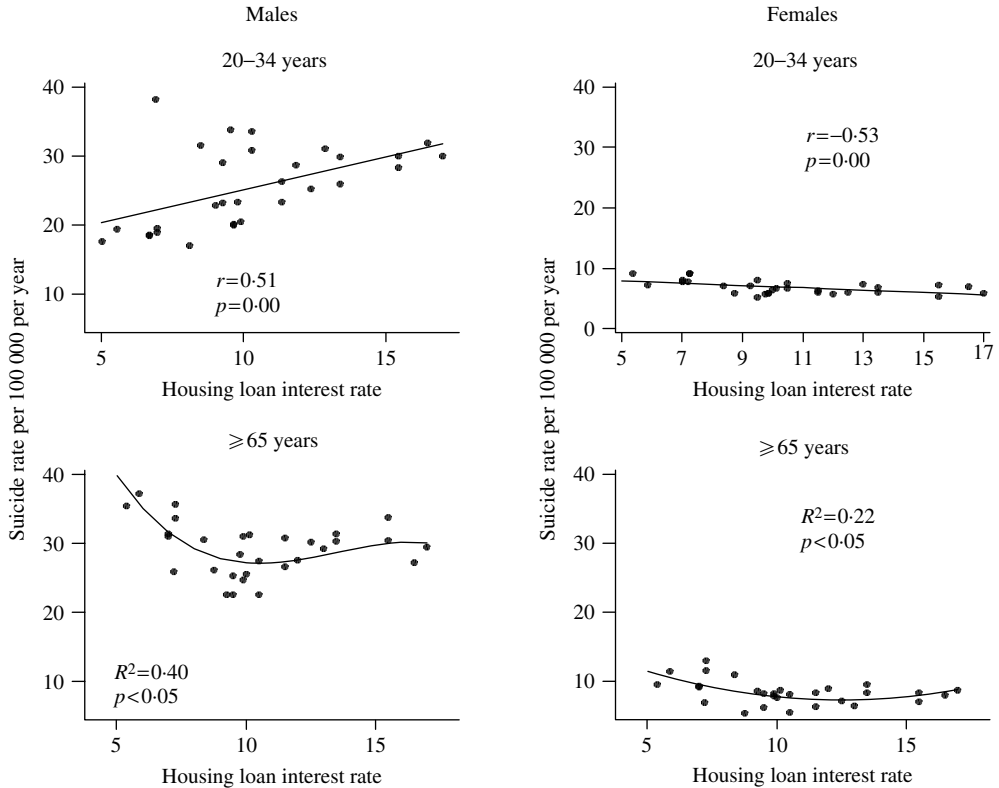 Males
Females
20–34 years
40
30
20
10
r=0·51
p=0·00
5
10
15
Housing loan interest rate
20–34 years
40
30
20
10
0
r=−0·53
p=0·00
5
7
9
11
13
15
17
Housing loan interest rate
Suicide rate per 100 000 per year
Suicide rate per 100 000 per year
⩾65 years
40
30
20
10
R²=0·40
p<0·05
5
10
15
Housing loan interest rate
⩾65 years
40
30
20
10
R²=0·22
p<0·05
5
10
15
Housing loan interest rate